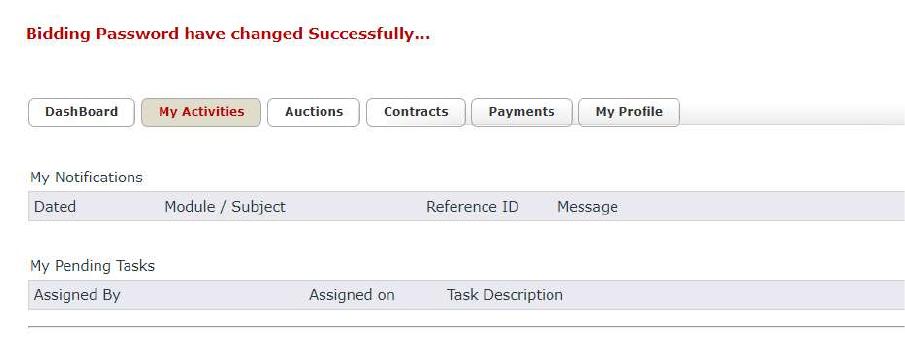 Bidding Password have changed Successfully...
DashBoard My Activities Auctions Contracts Payments My Profile
My Notifications
Dated Module / Subject Reference ID Message
My Pending Tasks
Assigned By Assigned on Task Description